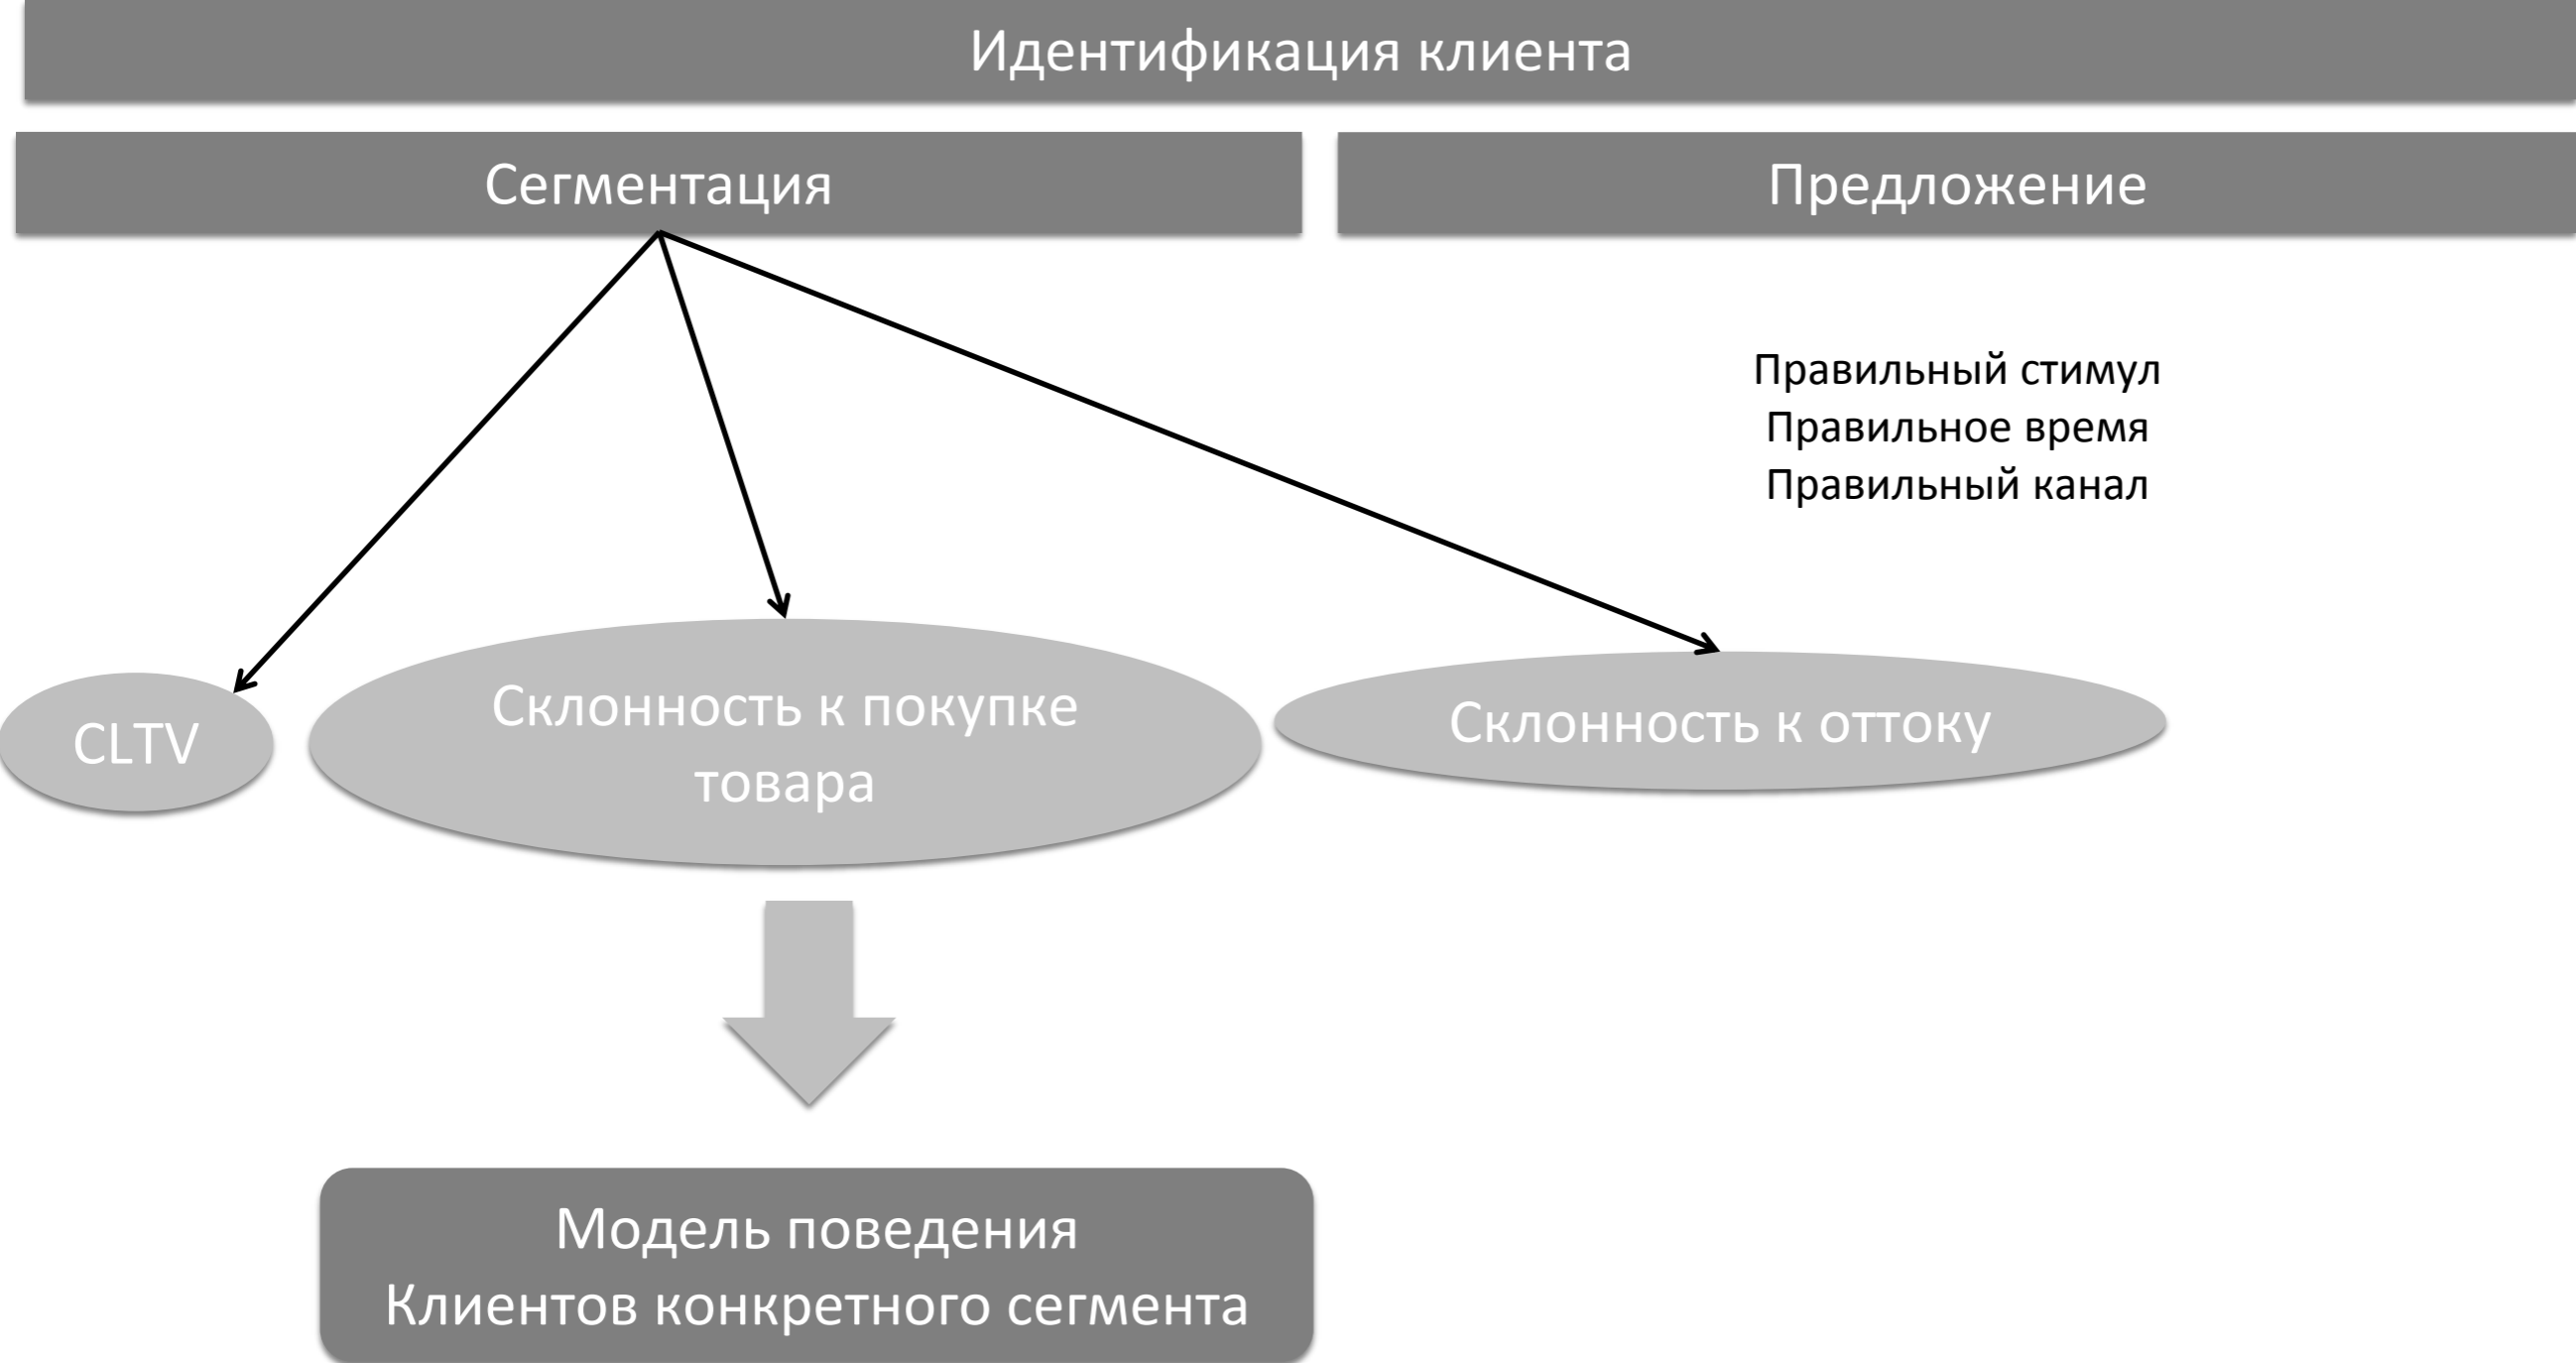 Идентификация клиента
Сегментация
Предложение
Правильный стимул
Правильное время
Правильный канал
CLTV
Склонность к покупке
товара
Склонность к оттоку
Модель поведения
Клиентов конкретного сегмента